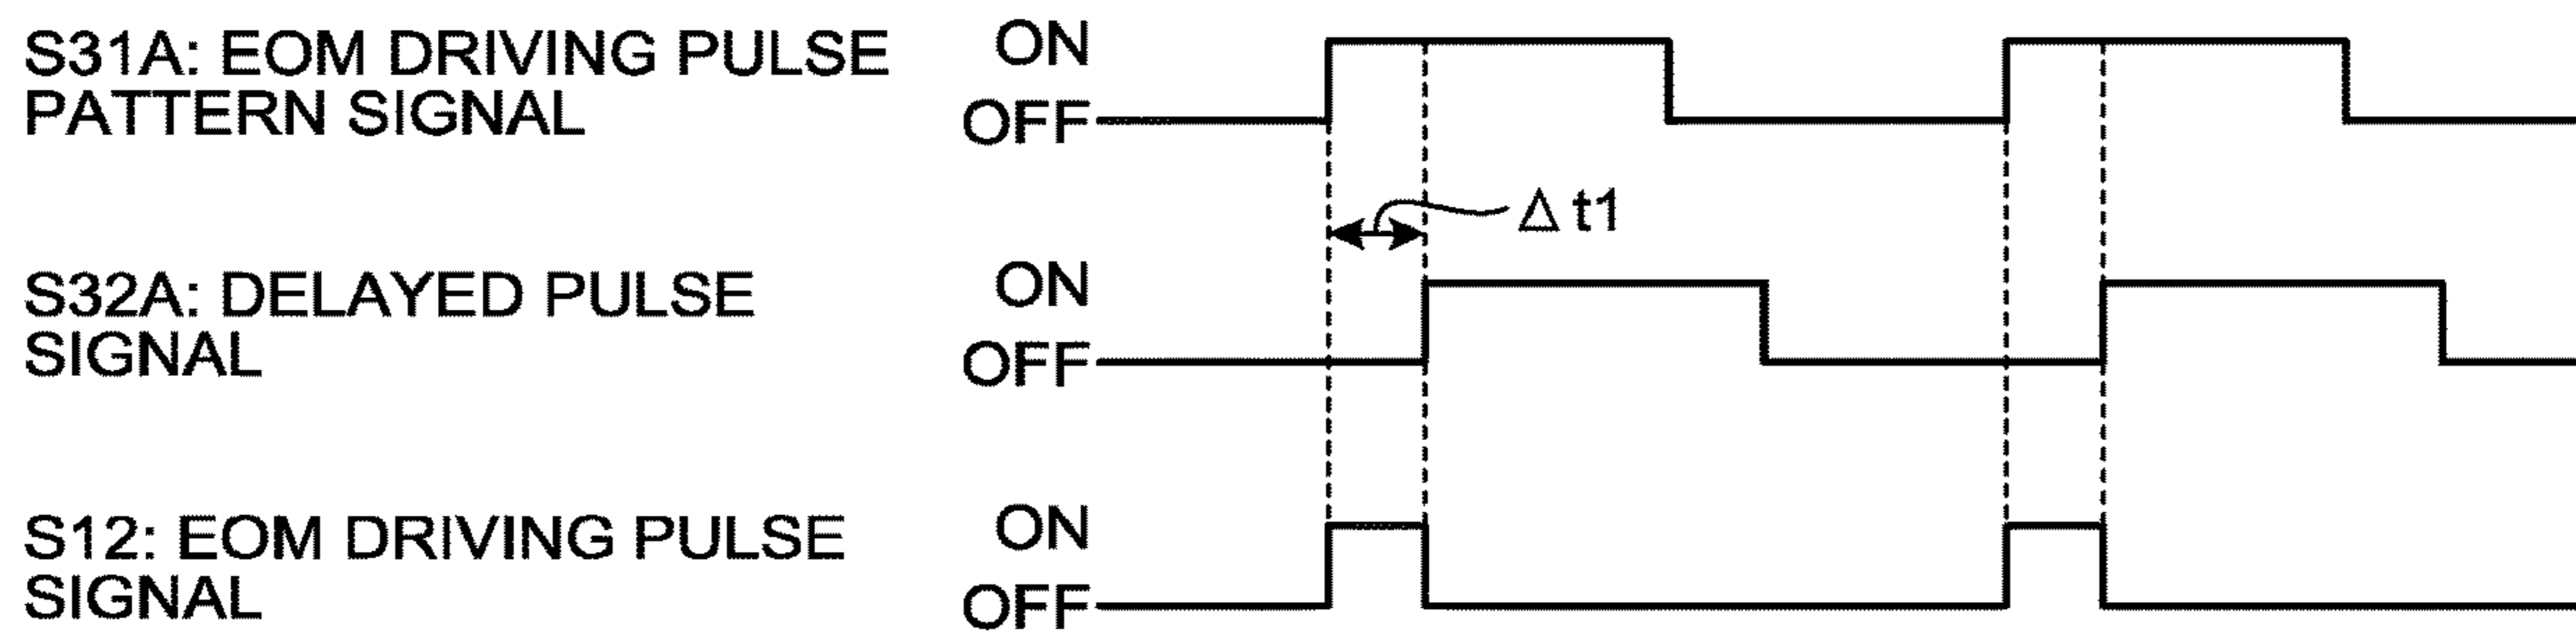 S31A: EOM DRIVING PULSE
PATTERN SIGNAL
ON
OFF
Δt1
S32A: DELAYED PULSE
SIGNAL
ON
OFF
S12: EOM DRIVING PULSE
SIGNAL
ON
OFF